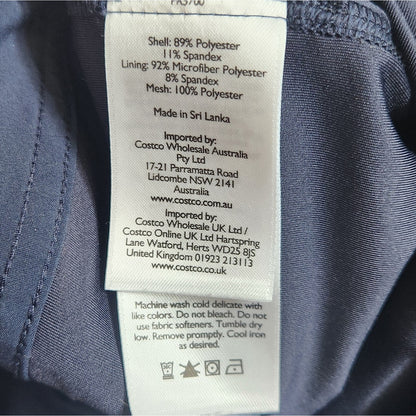 Shell: 89% Polyester
11% Spandex
Lining: 92% Microfiber Polyester
8% Spandex
Mesh: 100% Polyester
Made in Sri Lanka
Imported by:
Costco Wholesale Australia
Pty Ltd
17-21 Parramatta Road
Lidcombe NSW 2141
Australia
www.costco.com.au
Imported by:
Costco Wholesale UK Ltd /
Costco Online UK Ltd Hartspring
Lane Watford, Herts WD25 8JS
United Kingdom 01923 213113
www.costco.co.uk
Machine wash cold delicate with
like colors. Do not bleach. Do not
use fabric softeners. Tumble dry
low. Remove promptly. Cool iron
as desired.